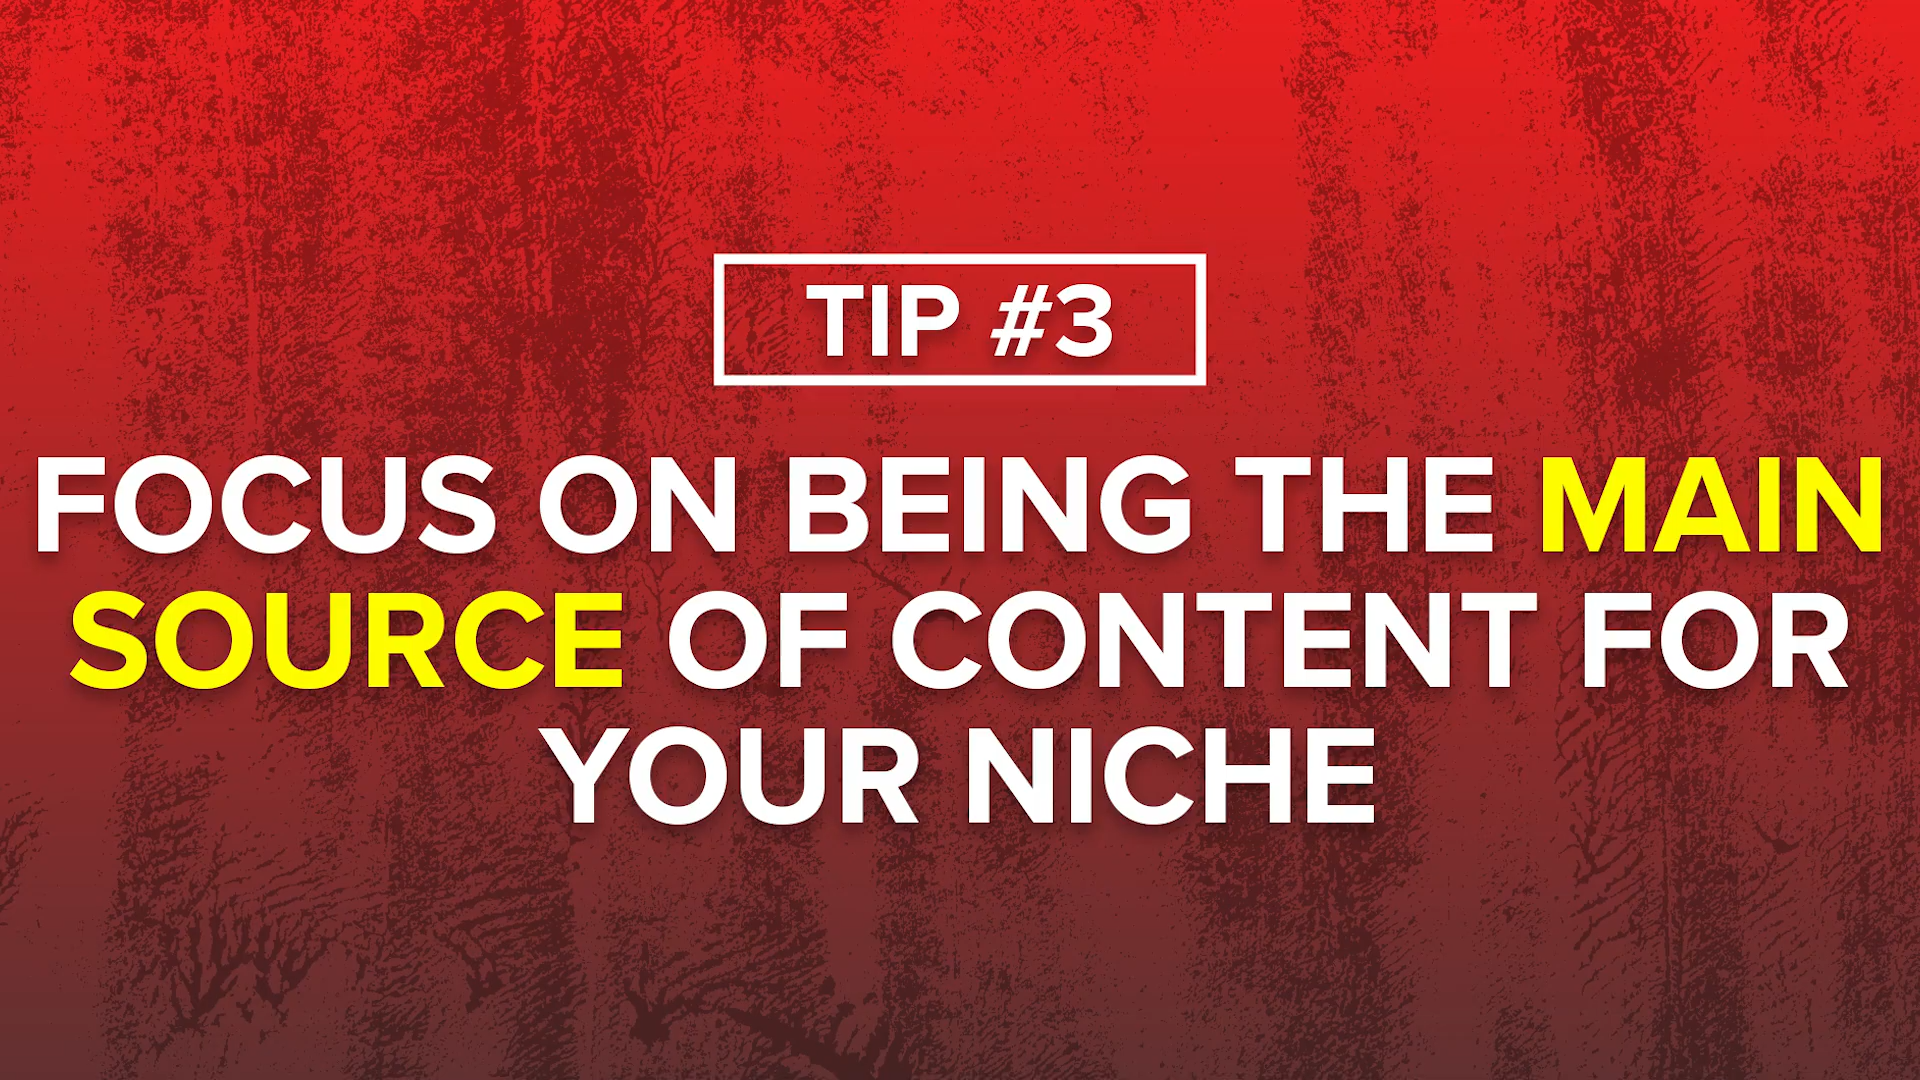 TIP #3
FOCUS ON BEING THE MAIN
SOURCE OF CONTENT FOR
YOUR NICHE